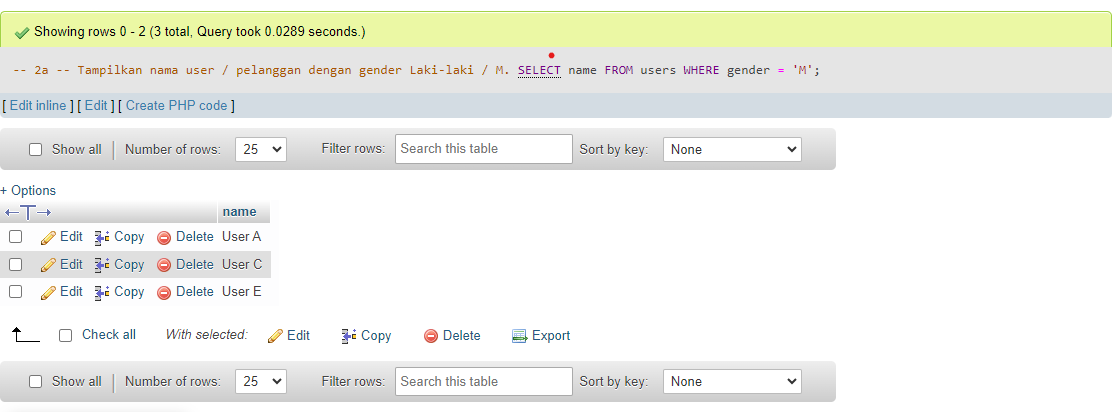 Showing rows 0 - 2 (3 total, Query took 0.0289 seconds.)
-- 2a -- Tampilkan nama user / pelanggan dengan gender Laki-laki / M. SELECT name FROM users WHERE gender = 'M';
[ Edit inline ] [ Edit ] [ Create PHP code ]
Show all Number of rows: 25 Filter rows: Search this table Sort by key: None
+ Options
←T→ name
Edit Copy Delete User A
Edit Copy Delete User C
Edit Copy Delete User E
Check all With selected: Edit Copy Delete Export
Show all Number of rows: 25 Filter rows: Search this table Sort by key: None